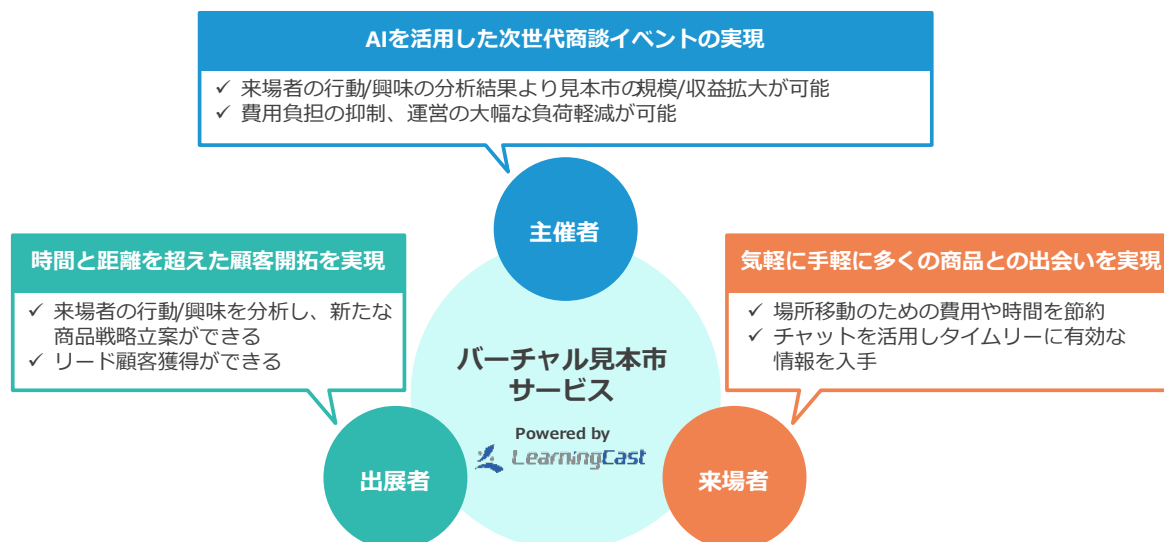 AIを活用した次世代商談イベントの実現
✓ 来場者の行動/興味の分析結果より見本市の規模/収益拡大が可能
✓ 費用負担の抑制、運営の大幅な負荷軽減が可能
主催者
時間と距離を超えた顧客開拓を実現
✓ 来場者の行動/興味を分析し、新たな
商品戦略立案ができる
✓ リード顧客獲得ができる
気軽に手軽に多くの商品との出会いを実現
✓ 場所移動のための費用や時間を節約
✓ チャットを活用しタイムリーに有効な
情報を入手
バーチャル見本市
サービス
Powered by
LearningCast
出展者
来場者